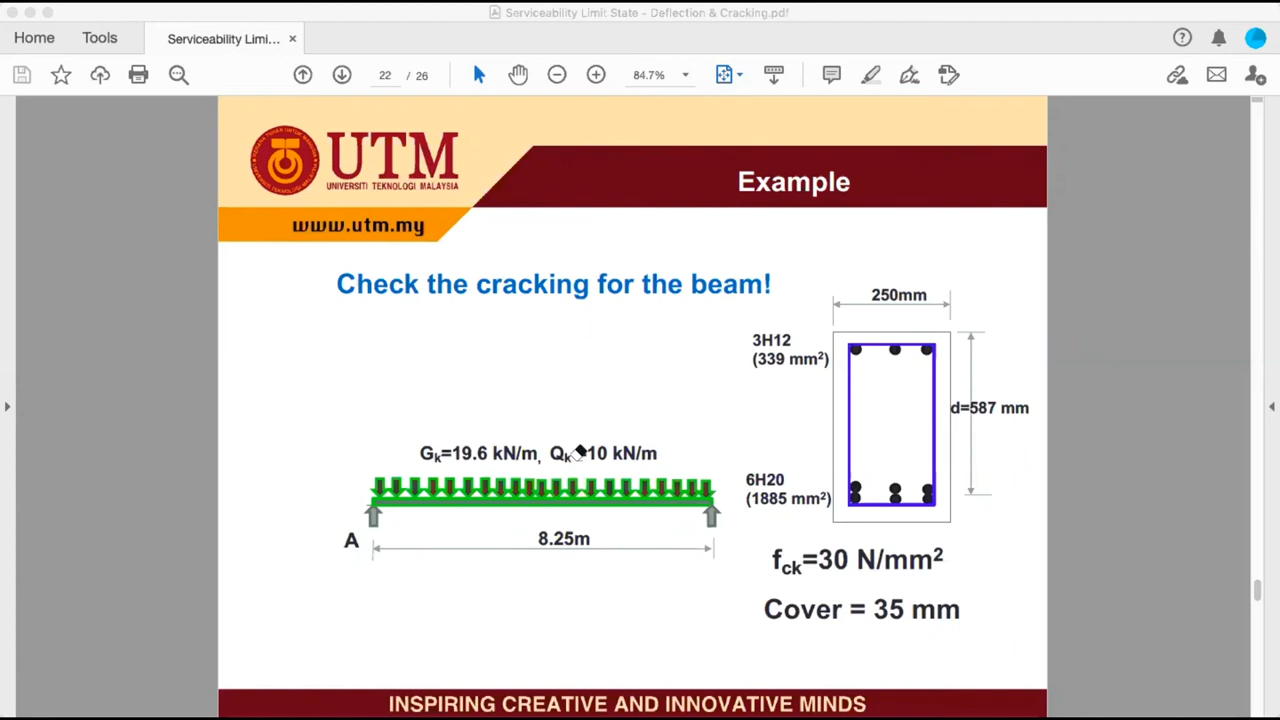 Serviceability Limit State - Deflection & Cracking.pdf
Home Tools Serviceability Limi... ×
22 / 26 84.7%
UTM
UNIVERSITI TEKNOLOGI MALAYSIA
www.utm.my
Example
Check the cracking for the beam!
250mm
3H12
(339 mm²)
d=587 mm
Gk=19.6 kN/m, Qk 10 kN/m
6H20
(1885 mm²)
A
8.25m
fck=30 N/mm²
Cover = 35 mm
INSPIRING CREATIVE AND INNOVATIVE MINDS